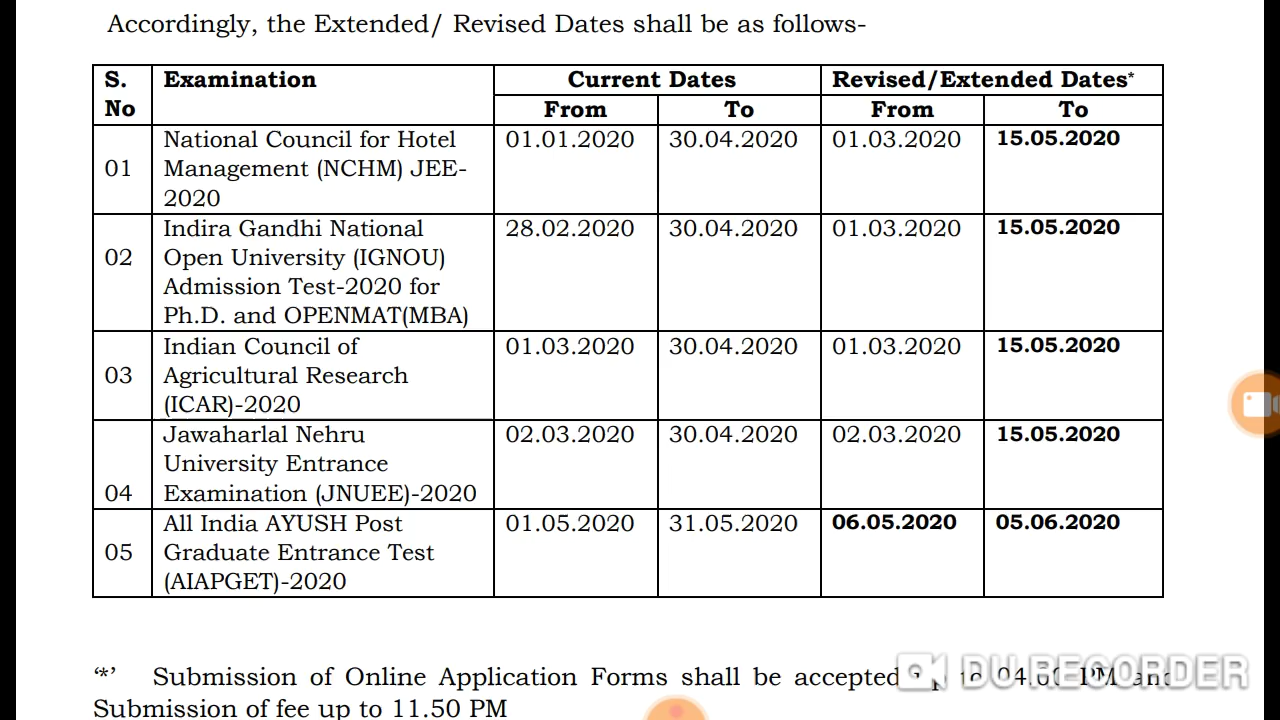 Accordingly, the Extended/ Revised Dates shall be as follows-
S. No Examination Current Dates Revised/Extended Dates*
From To From To
01 National Council for Hotel 01.01.2020 30.04.2020 01.03.2020 15.05.2020
Management (NCHM) JEE-
2020
02 Indira Gandhi National 28.02.2020 30.04.2020 01.03.2020 15.05.2020
Open University (IGNOU)
Admission Test-2020 for
Ph.D. and OPENMAT(MBA)
03 Indian Council of 01.03.2020 30.04.2020 01.03.2020 15.05.2020
Agricultural Research
(ICAR)-2020
04 Jawaharlal Nehru 02.03.2020 30.04.2020 02.03.2020 15.05.2020
University Entrance
Examination (JNUEE)-2020
05 All India AYUSH Post 01.05.2020 31.05.2020 06.05.2020 05.06.2020
Graduate Entrance Test
(AIAPGET)-2020
‘*’ Submission of Online Application Forms shall be accepted to PM and
Submission of fee up to 11.50 PM
DU RECORDER